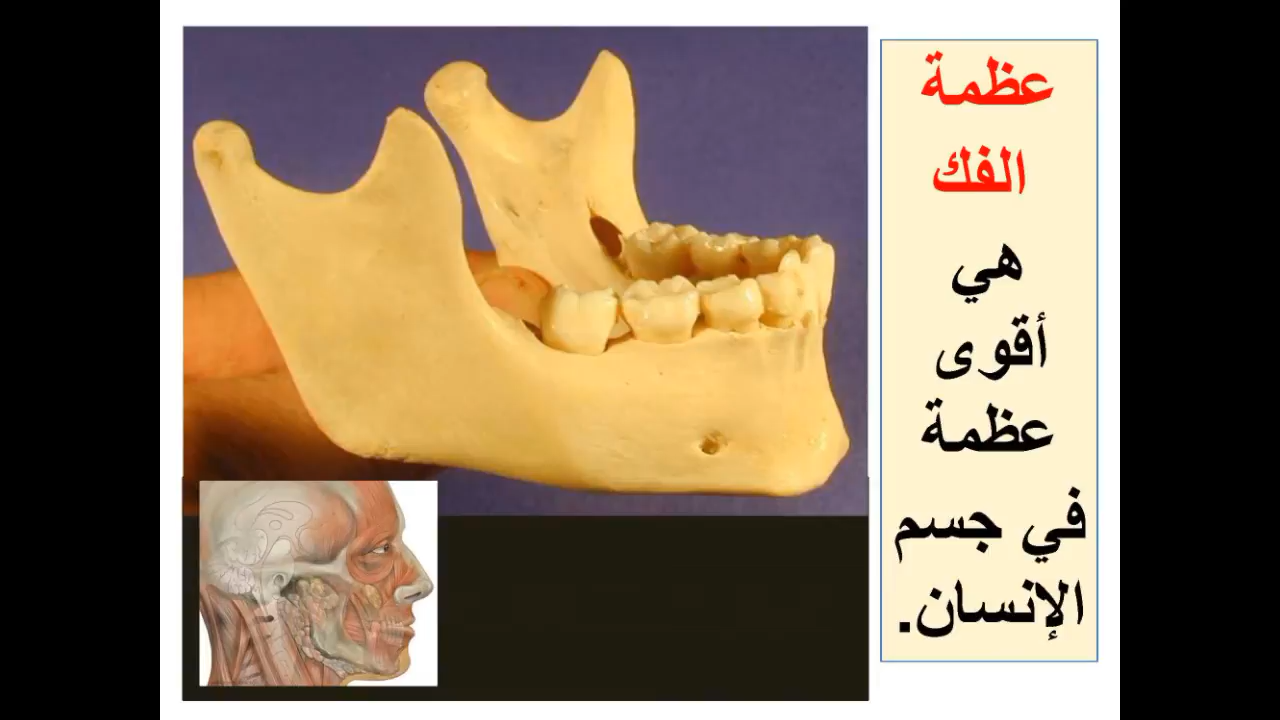 عظمة
الفك
هي
أقوى
عظمة
في جسم
الإنسان.